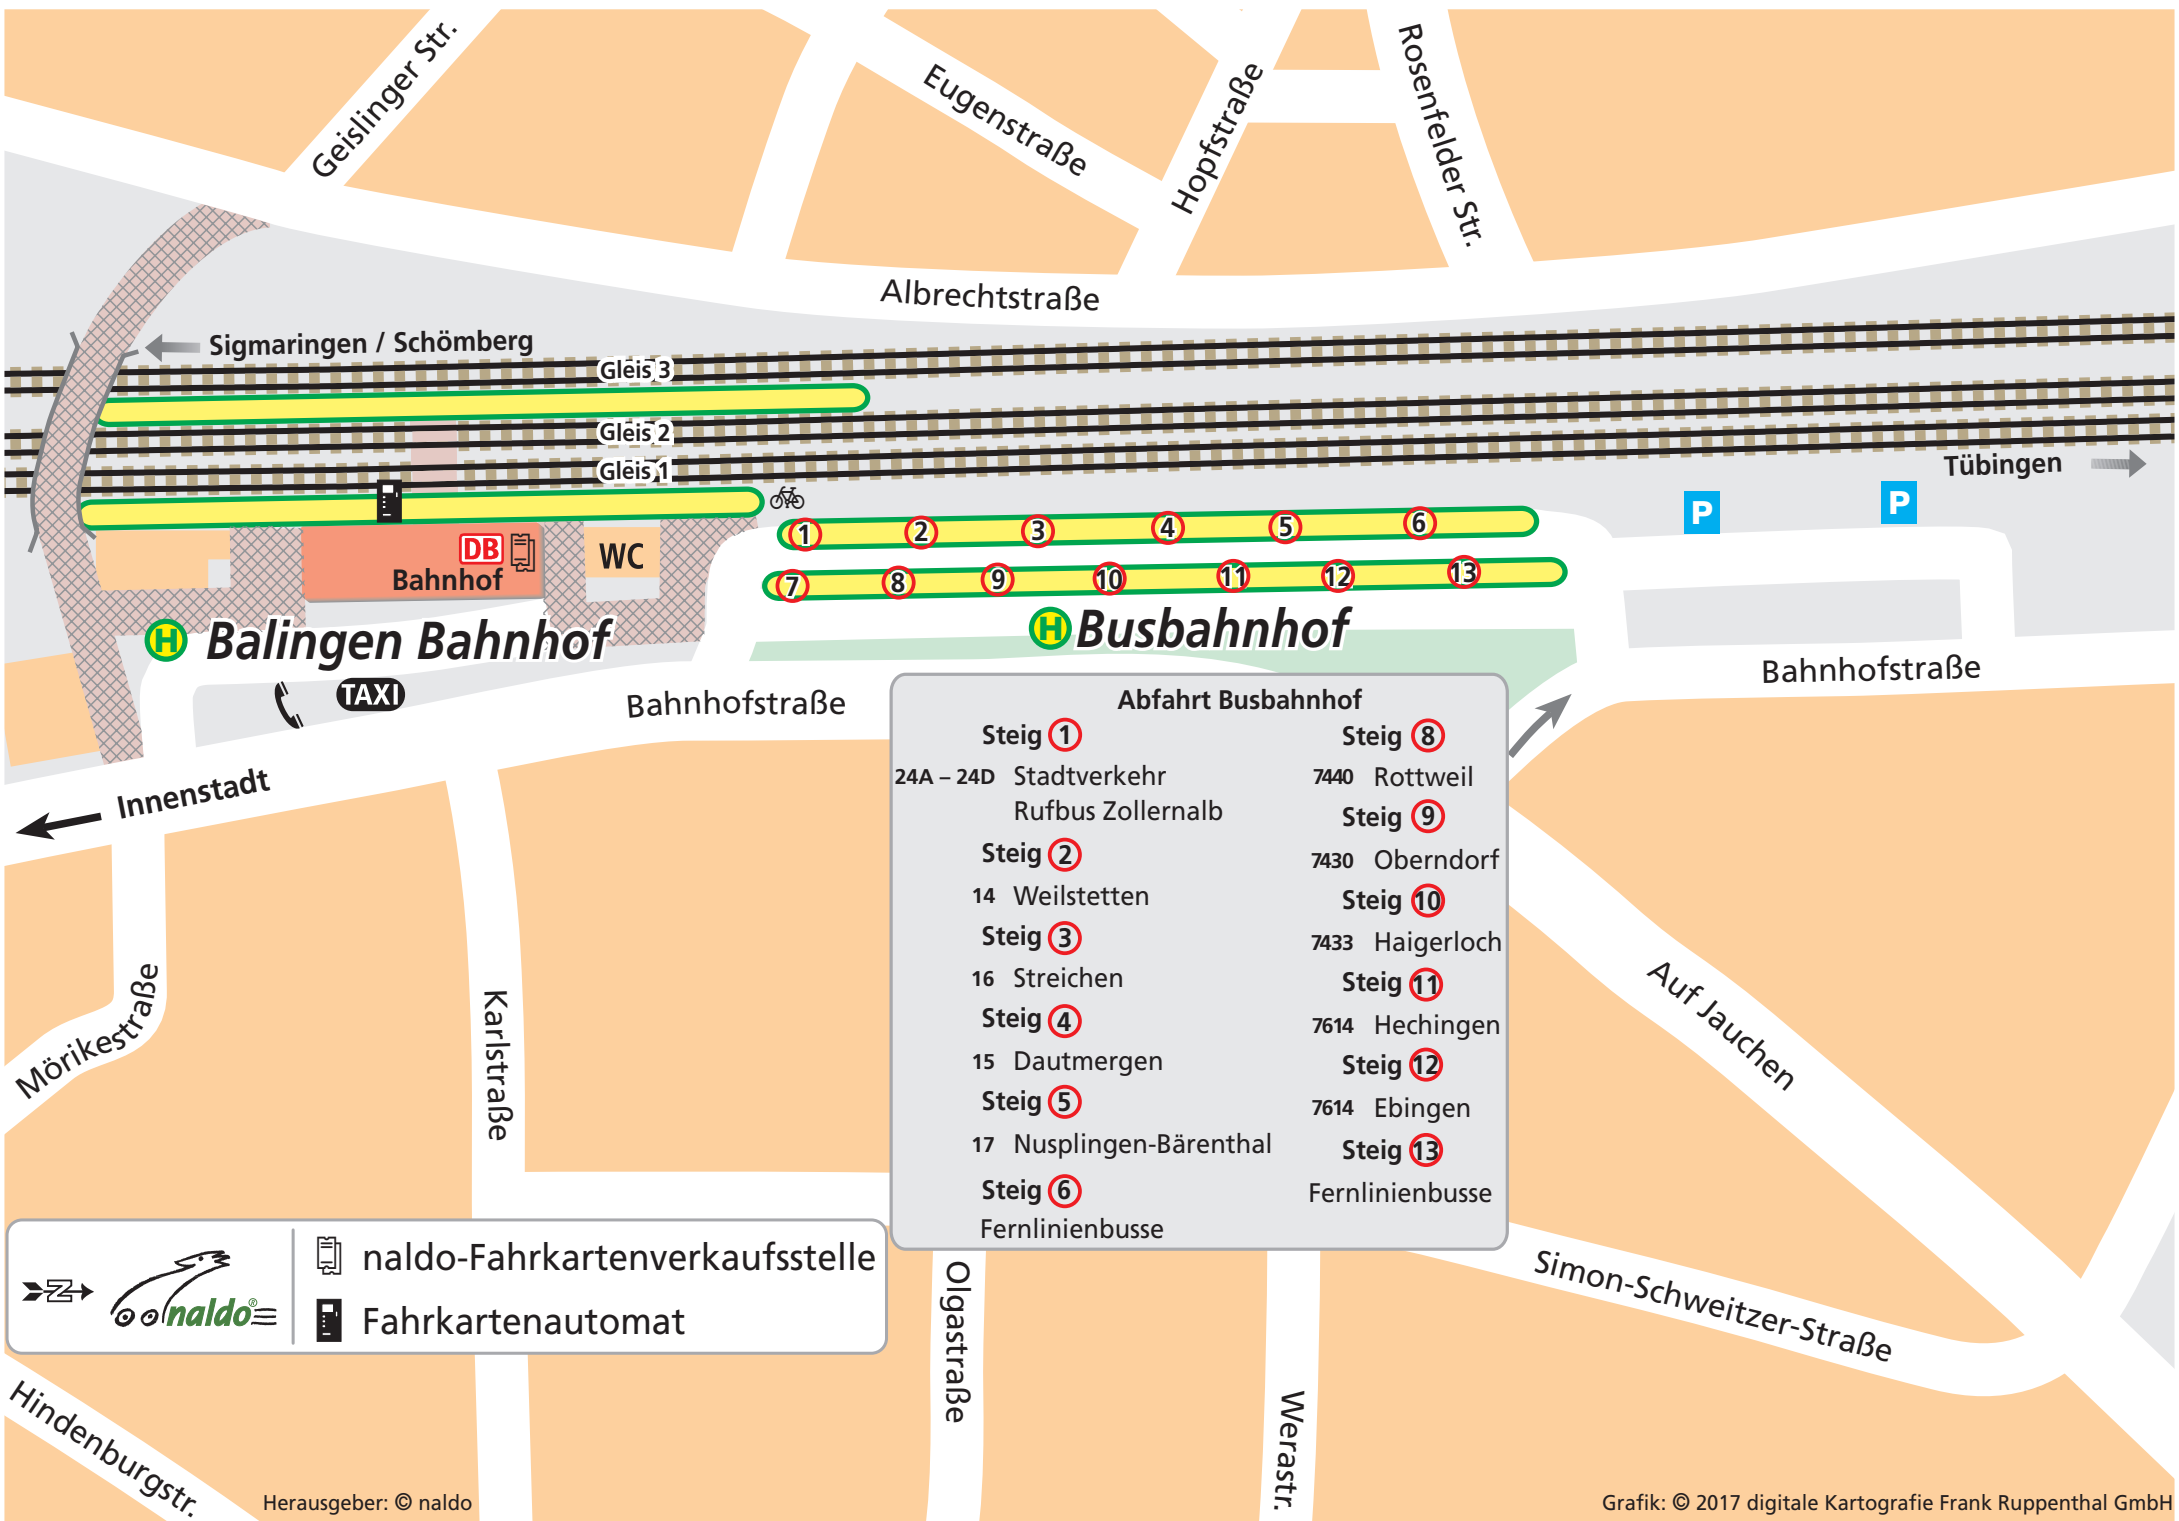 Geislinger Str.
Eugenstraße
Hopfstraße
Rosenfelder Str.
Albrechtstraße
Sigmaringen / Schömberg
Gleis 3
Gleis 2
Gleis 1
Tübingen
P
P
1
2
3
4
5
6
7
8
9
10
11
12
13
DB
Bahnhof
WC
H Balingen Bahnhof
H Busbahnhof
TAXI
Bahnhofstraße
Bahnhofstraße
Innenstadt
Abfahrt Busbahnhof
Steig 1
24A – 24D Stadtverkehr
Rufbus Zollernalb
Steig 2
14 Weilstetten
Steig 3
16 Streichen
Steig 4
15 Dautmergen
Steig 5
17 Nusplingen-Bärenthal
Steig 6
Fernlinienbusse
Steig 8
7440 Rottweil
Steig 9
7430 Oberndorf
Steig 10
7433 Haigerloch
Steig 11
7614 Hechingen
Steig 12
7614 Ebingen
Steig 13
Fernlinienbusse
Mörikestraße
Karlstraße
Auf Jauchen
Simon-Schweitzer-Straße
Olgastraße
Werastr.
Hindenburgstr.
N
naldo®
naldo-Fahrkartenverkaufsstelle
Fahrkartenautomat
Herausgeber: © naldo
Grafik: © 2017 digitale Kartografie Frank Ruppenthal GmbH